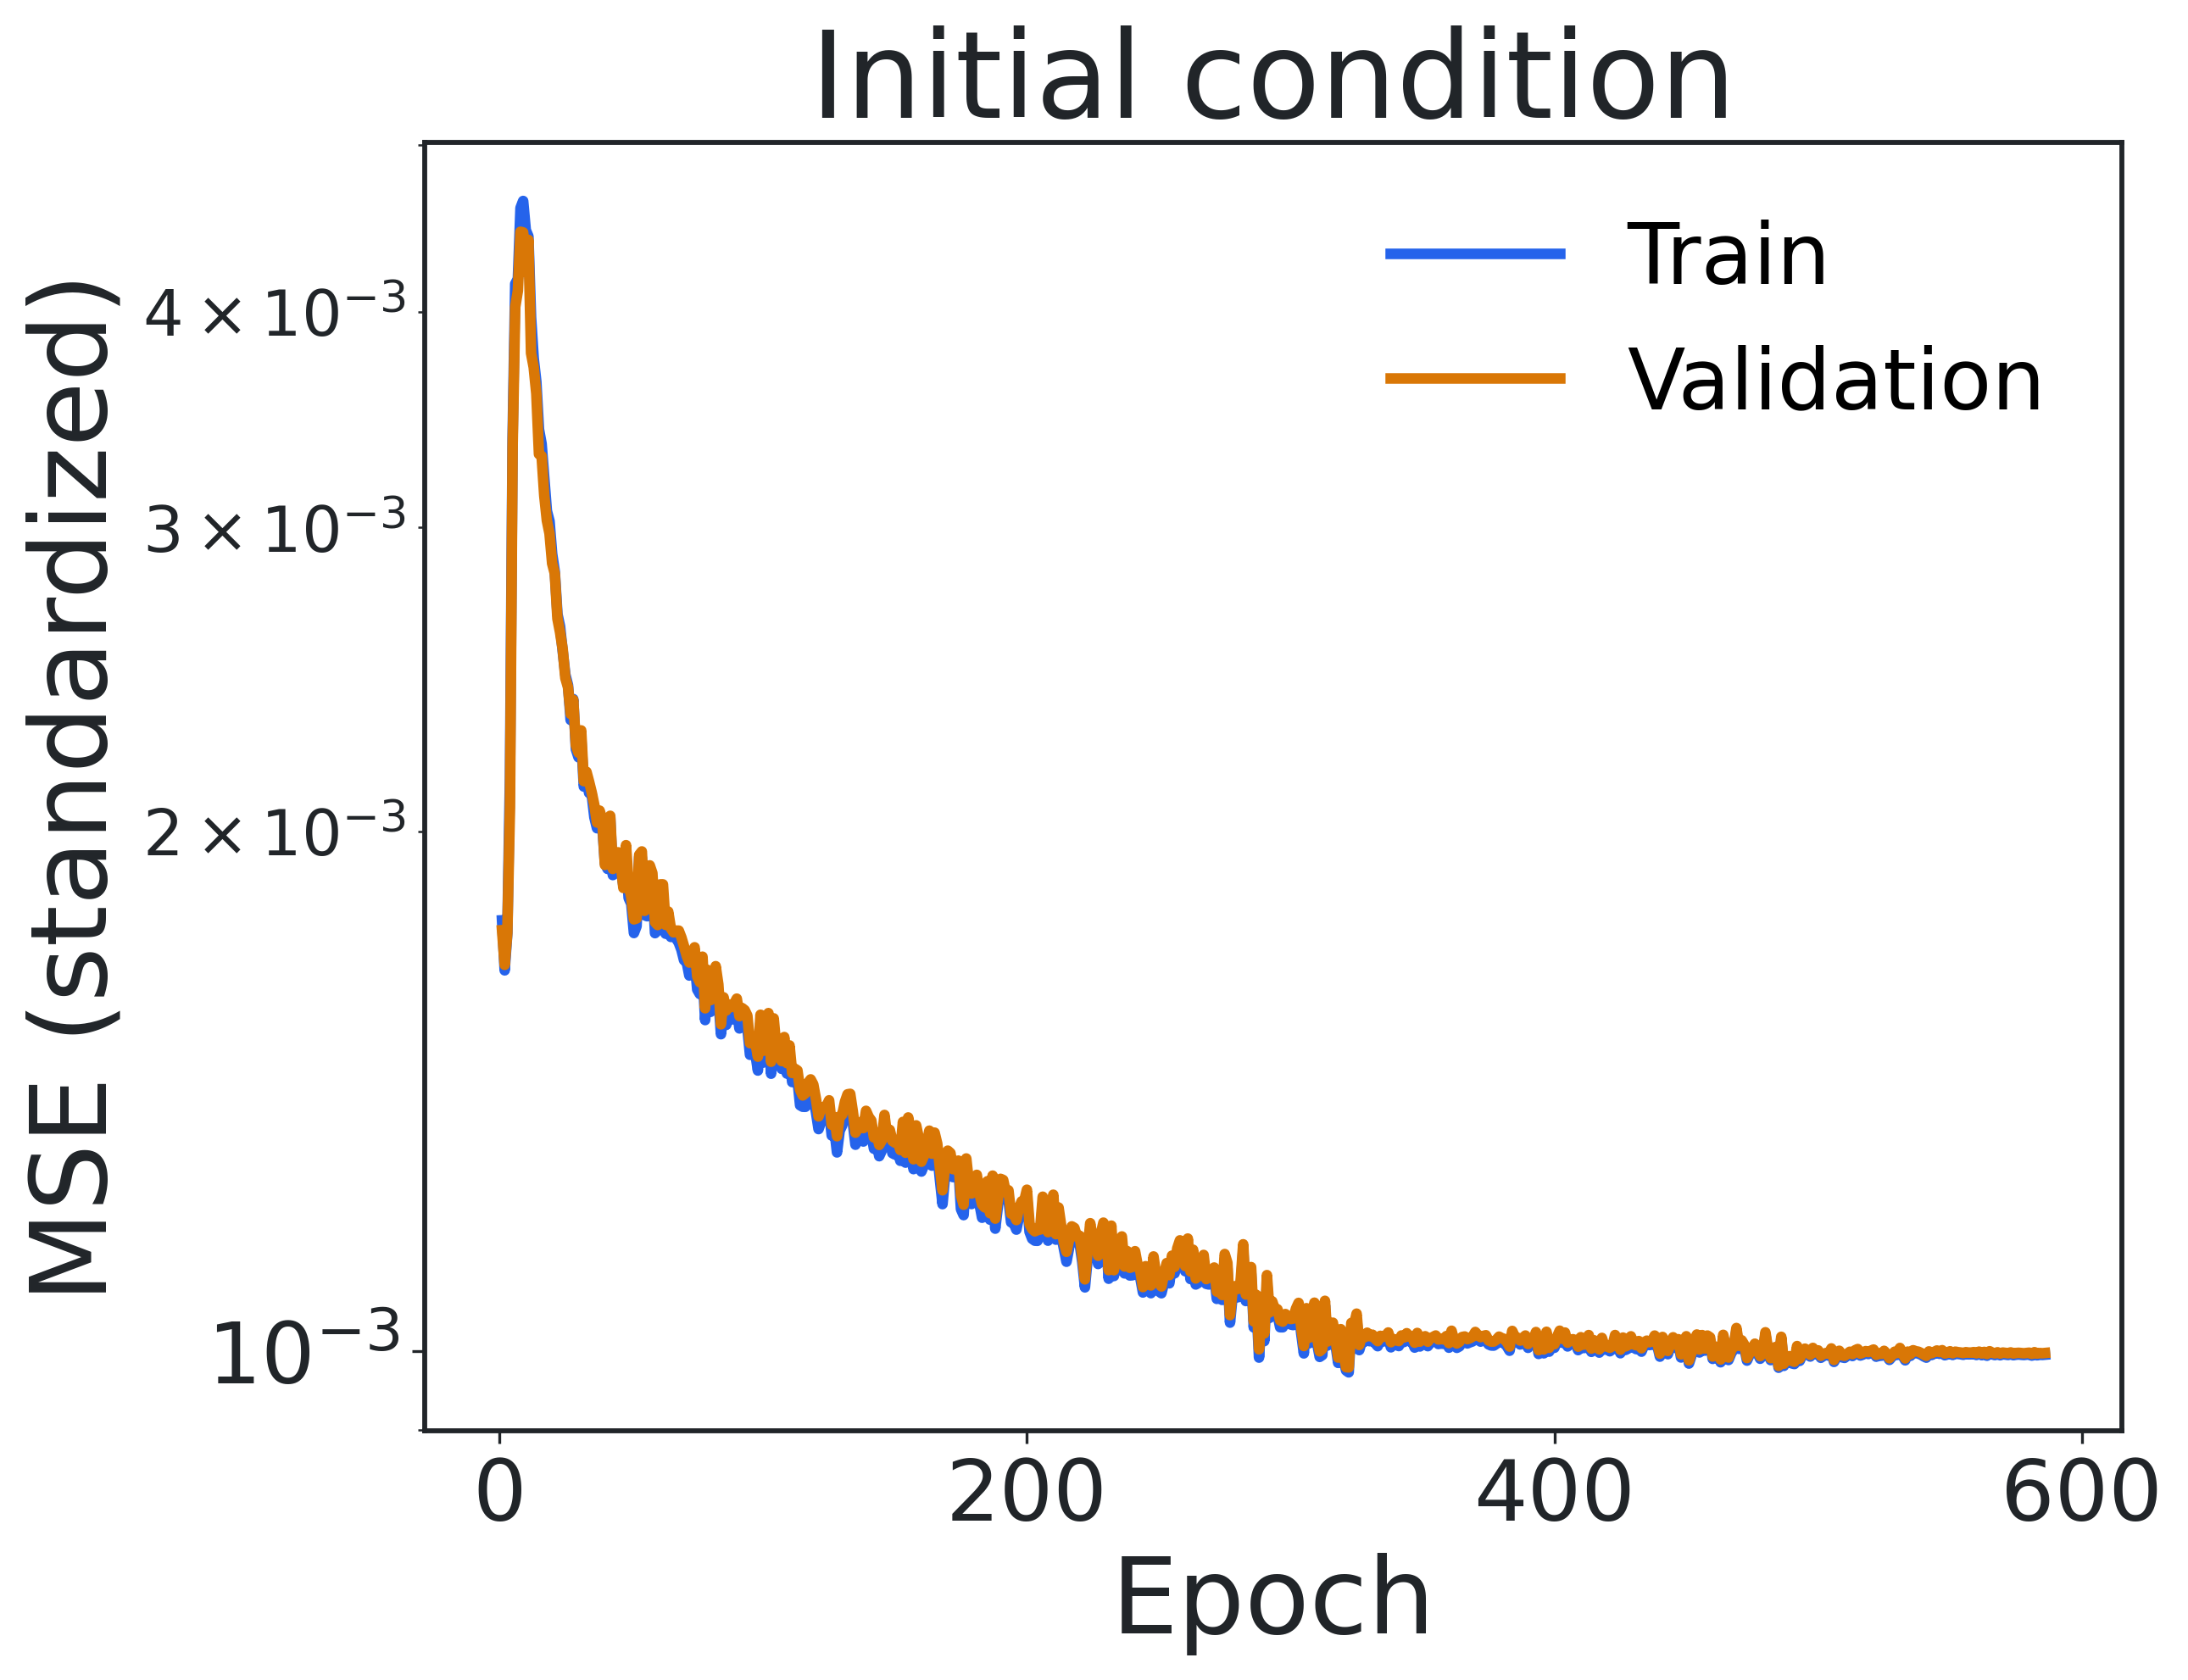 Initial condition
MSE (standardized)
4 × 10⁻³
3 × 10⁻³
2 × 10⁻³
10⁻³
Train
Validation
0 200 400 600
Epoch